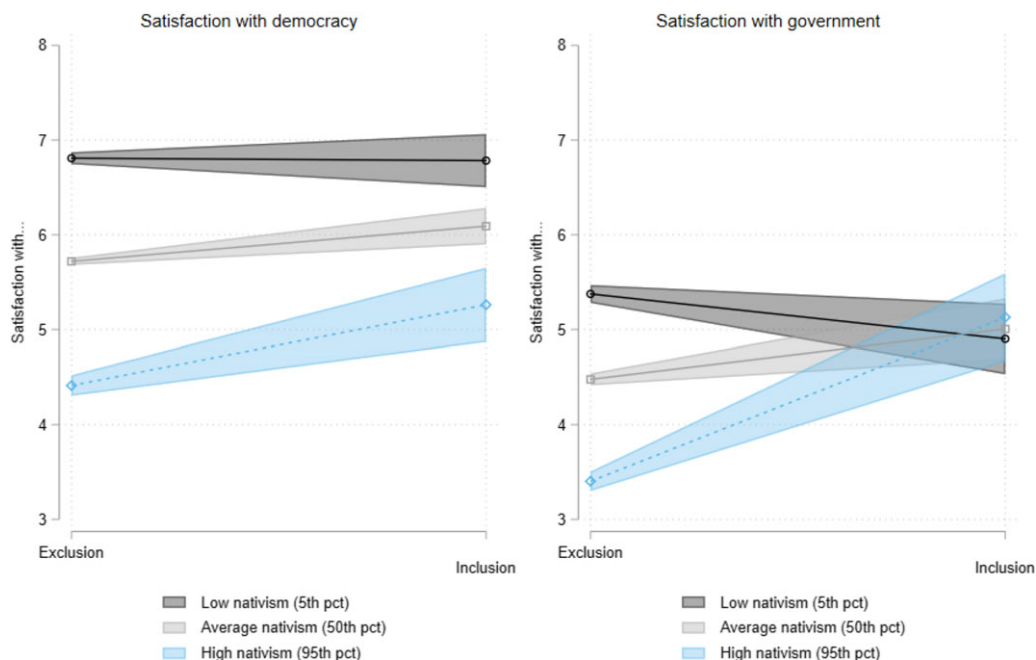 Satisfaction with democracy
8
7
6
5
4
3
Satisfaction with...
Exclusion
Inclusion
Low nativism (5th pct)
Average nativism (50th pct)
High nativism (95th pct)
Satisfaction with government
8
7
6
5
4
3
Satisfaction with...
Exclusion
Inclusion
Low nativism (5th pct)
Average nativism (50th pct)
High nativism (95th pct)